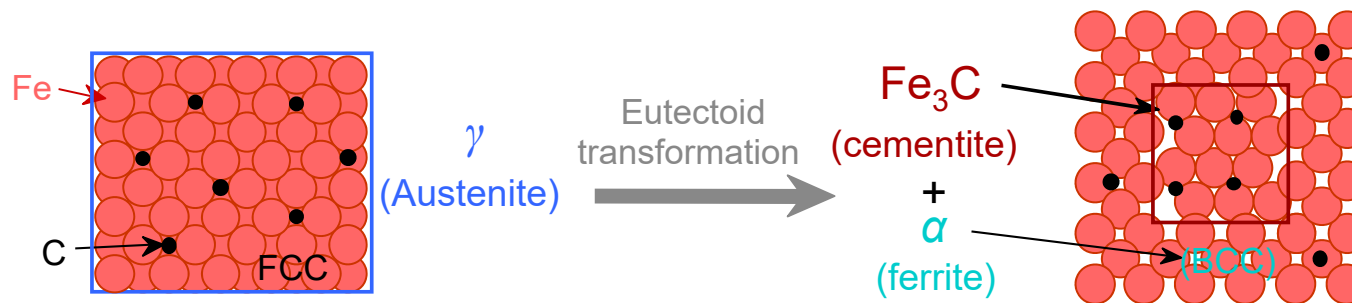 Fe
C
FCC
γ
(Austenite)
Eutectoid
transformation
Fe₃C
(cementite)
+
α
(ferrite)
(BCC)